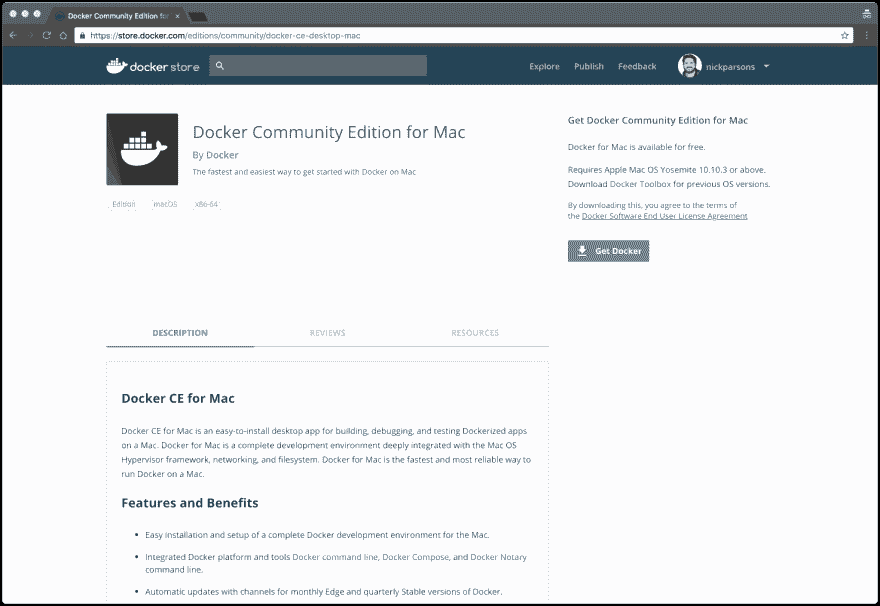 Docker Community Edition for
https://store.docker.com/editions/community/docker-ce-desktop-mac
docker store
Explore
Publish
Feedback
nickparsons
Docker Community Edition for Mac
By Docker
The fastest and easiest way to get started with Docker on Mac
Edition
macOS
x86-64
Get Docker Community Edition for Mac
Docker for Mac is available for free.
Requires Apple Mac OS Yosemite 10.10.3 or above.
Download Docker Toolbox for previous OS versions.
By downloading this, you agree to the terms of
the Docker Software End User License Agreement
Get Docker
DESCRIPTION
REVIEWS
RESOURCES
Docker CE for Mac
Docker CE for Mac is an easy-to-install desktop app for building, debugging, and testing Dockerized apps
on a Mac. Docker for Mac is a complete development environment deeply integrated with the Mac OS
Hypervisor framework, networking, and filesystem. Docker for Mac is the fastest and most reliable way to
run Docker on a Mac.
Features and Benefits
• Easy installation and setup of a complete Docker development environment for the Mac.
• Integrated Docker platform and tools Docker command line, Docker Compose, and Docker Notary
command line.
• Automatic updates with channels for monthly Edge and quarterly Stable versions of Docker.